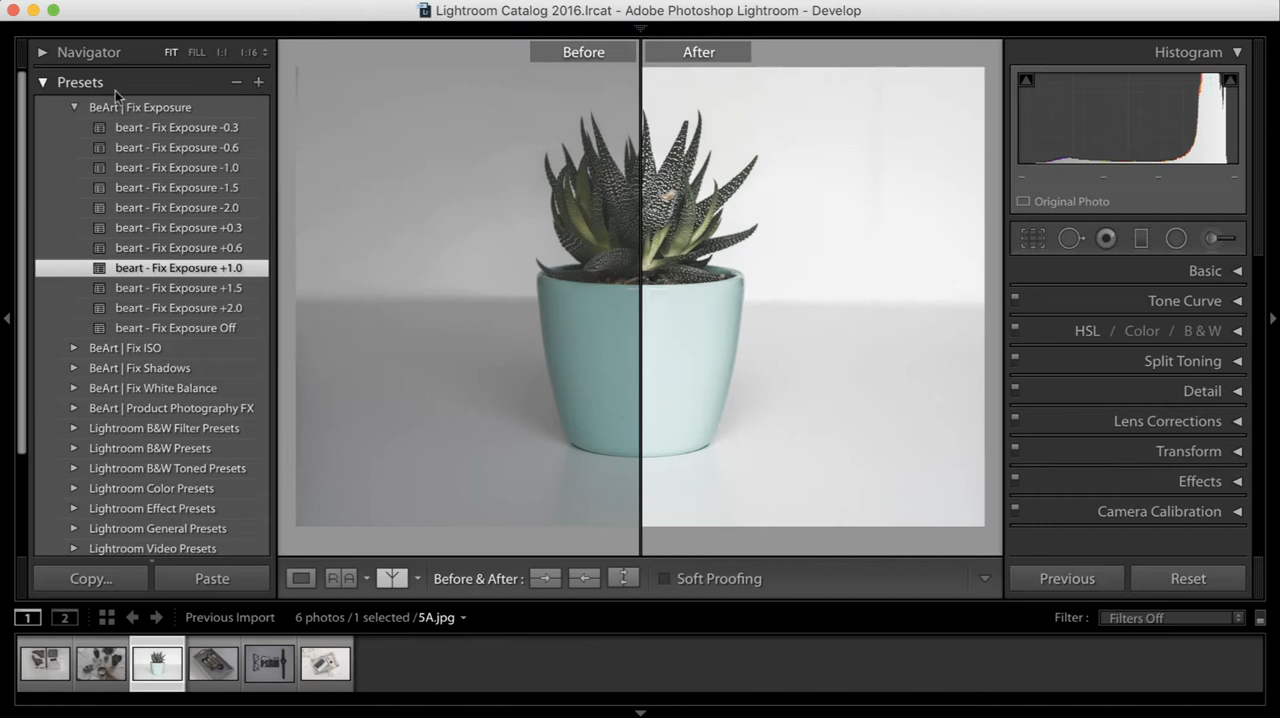 Lightroom Catalog 2016.lrcat - Adobe Photoshop Lightroom - Develop
Navigator FIT FILL 1:1 1:16
Presets − +
BeArt | Fix Exposure
beart - Fix Exposure -0.3
beart - Fix Exposure -0.6
beart - Fix Exposure -1.0
beart - Fix Exposure -1.5
beart - Fix Exposure -2.0
beart - Fix Exposure +0.3
beart - Fix Exposure +0.6
beart - Fix Exposure +1.0
beart - Fix Exposure +1.5
beart - Fix Exposure +2.0
beart - Fix Exposure Off
BeArt | Fix ISO
BeArt | Fix Shadows
BeArt | Fix White Balance
BeArt | Product Photography FX
Lightroom B&W Filter Presets
Lightroom B&W Presets
Lightroom B&W Toned Presets
Lightroom Color Presets
Lightroom Effect Presets
Lightroom General Presets
Lightroom Video Presets
Copy... Paste
Before After
Histogram
Original Photo
Basic
Tone Curve
HSL / Color / B & W
Split Toning
Detail
Lens Corrections
Transform
Effects
Camera Calibration
R A Y Before & After : Soft Proofing
Previous Reset
1 2 Previous Import 6 photos /1 selected /5A.jpg Filter : Filters Off